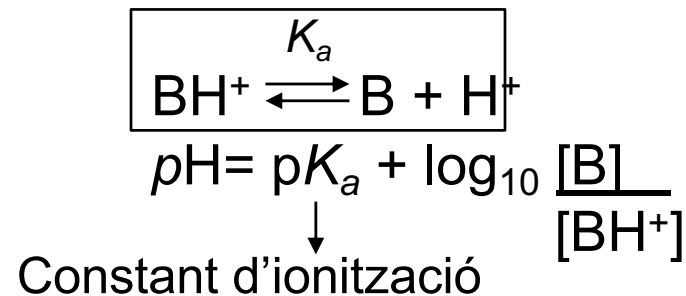 Kₐ
BH⁺ ⇌ B + H⁺
pH= pKₐ + log₁₀ [B]
[BH⁺]
Constant d’ionització